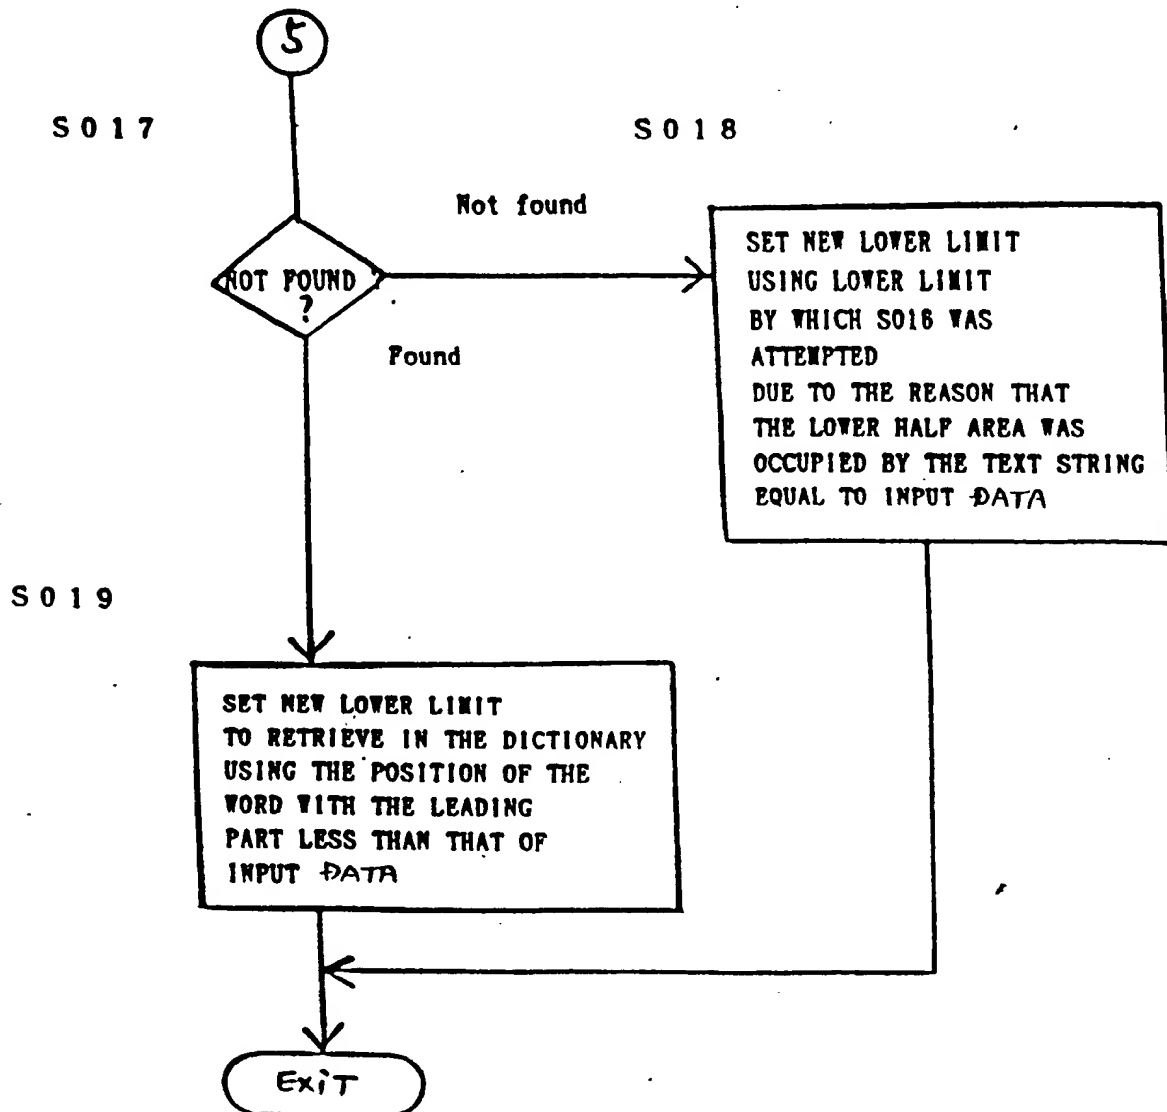 5
S017
S018
Not found
NOT FOUND
?
Found
SET NEW LOWER LIMIT
USING LOWER LIMIT
BY WHICH S016 WAS
ATTEMPTED
DUE TO THE REASON THAT
THE LOWER HALF AREA WAS
OCCUPIED BY THE TEXT STRING
EQUAL TO INPUT DATA
S019
SET NEW LOWER LIMIT
TO RETRIEVE IN THE DICTIONARY
USING THE POSITION OF THE
WORD WITH THE LEADING
PART LESS THAN THAT OF
INPUT DATA
EXiT